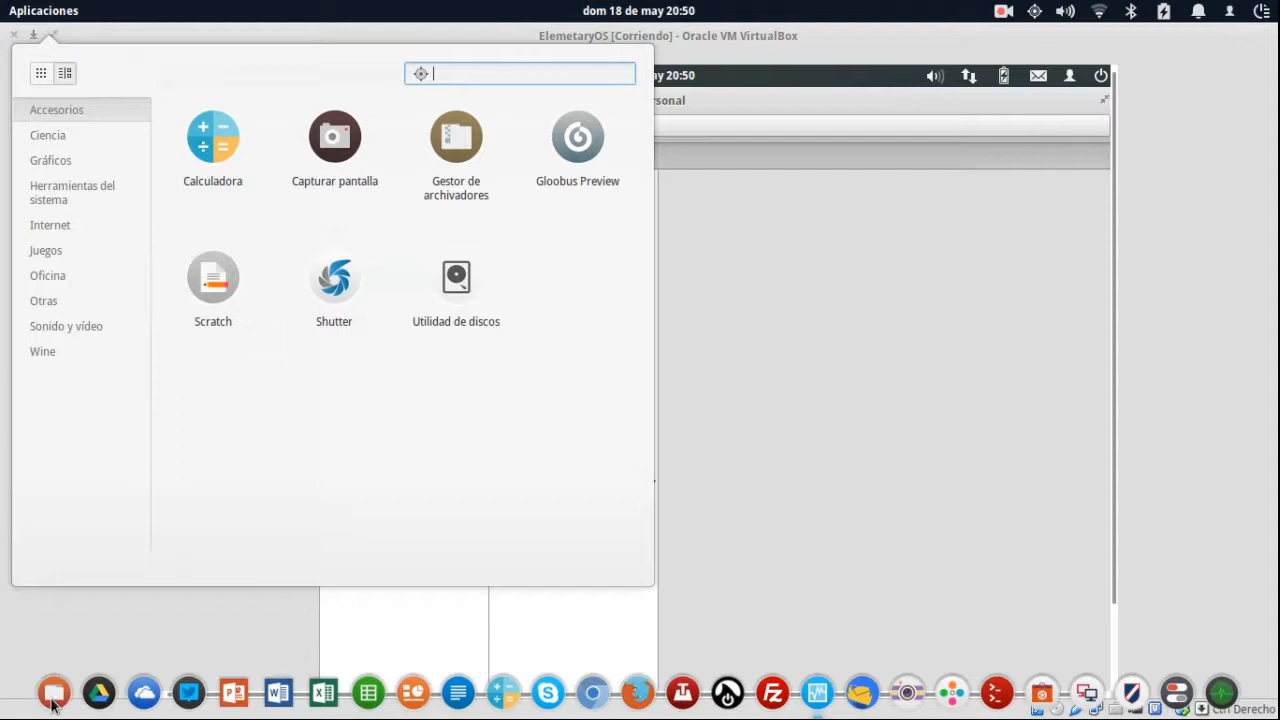 Aplicaciones
dom 18 de may 20:50
ElemetaryOS [Corriendo] - Oracle VM VirtualBox
may 20:50
sonal
Accesorios
Ciencia
Gráficos
Herramientas del
sistema
Internet
Juegos
Oficina
Otras
Sonido y vídeo
Wine
Calculadora
Capturar pantalla
Gestor de
archivadores
Gloobus Preview
Scratch
Shutter
Utilidad de discos
Ctrl Derecho